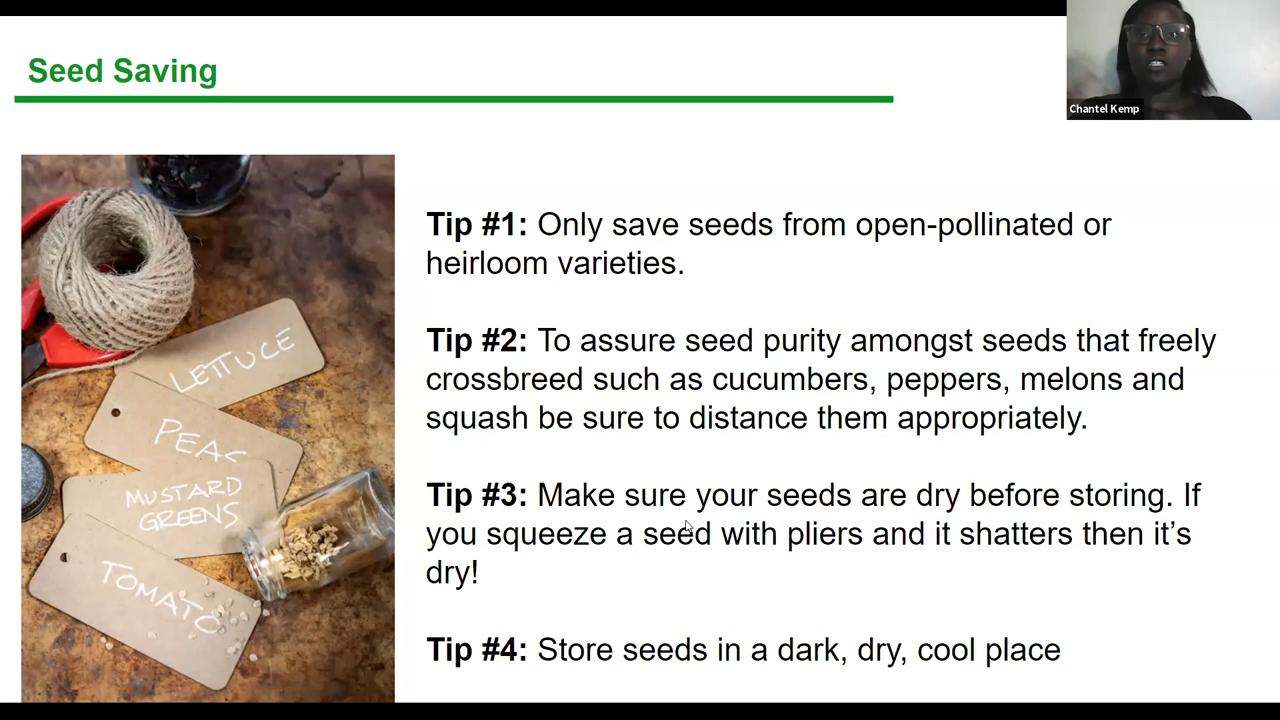 Seed Saving
Chantel Kemp
Tip #1: Only save seeds from open-pollinated or
heirloom varieties.
Tip #2: To assure seed purity amongst seeds that freely
crossbreed such as cucumbers, peppers, melons and
squash be sure to distance them appropriately.
Tip #3: Make sure your seeds are dry before storing. If
you squeeze a seed with pliers and it shatters then it’s
dry!
Tip #4: Store seeds in a dark, dry, cool place
LETTUCE
PEAS
MUSTARD
GREENS
TOMATO